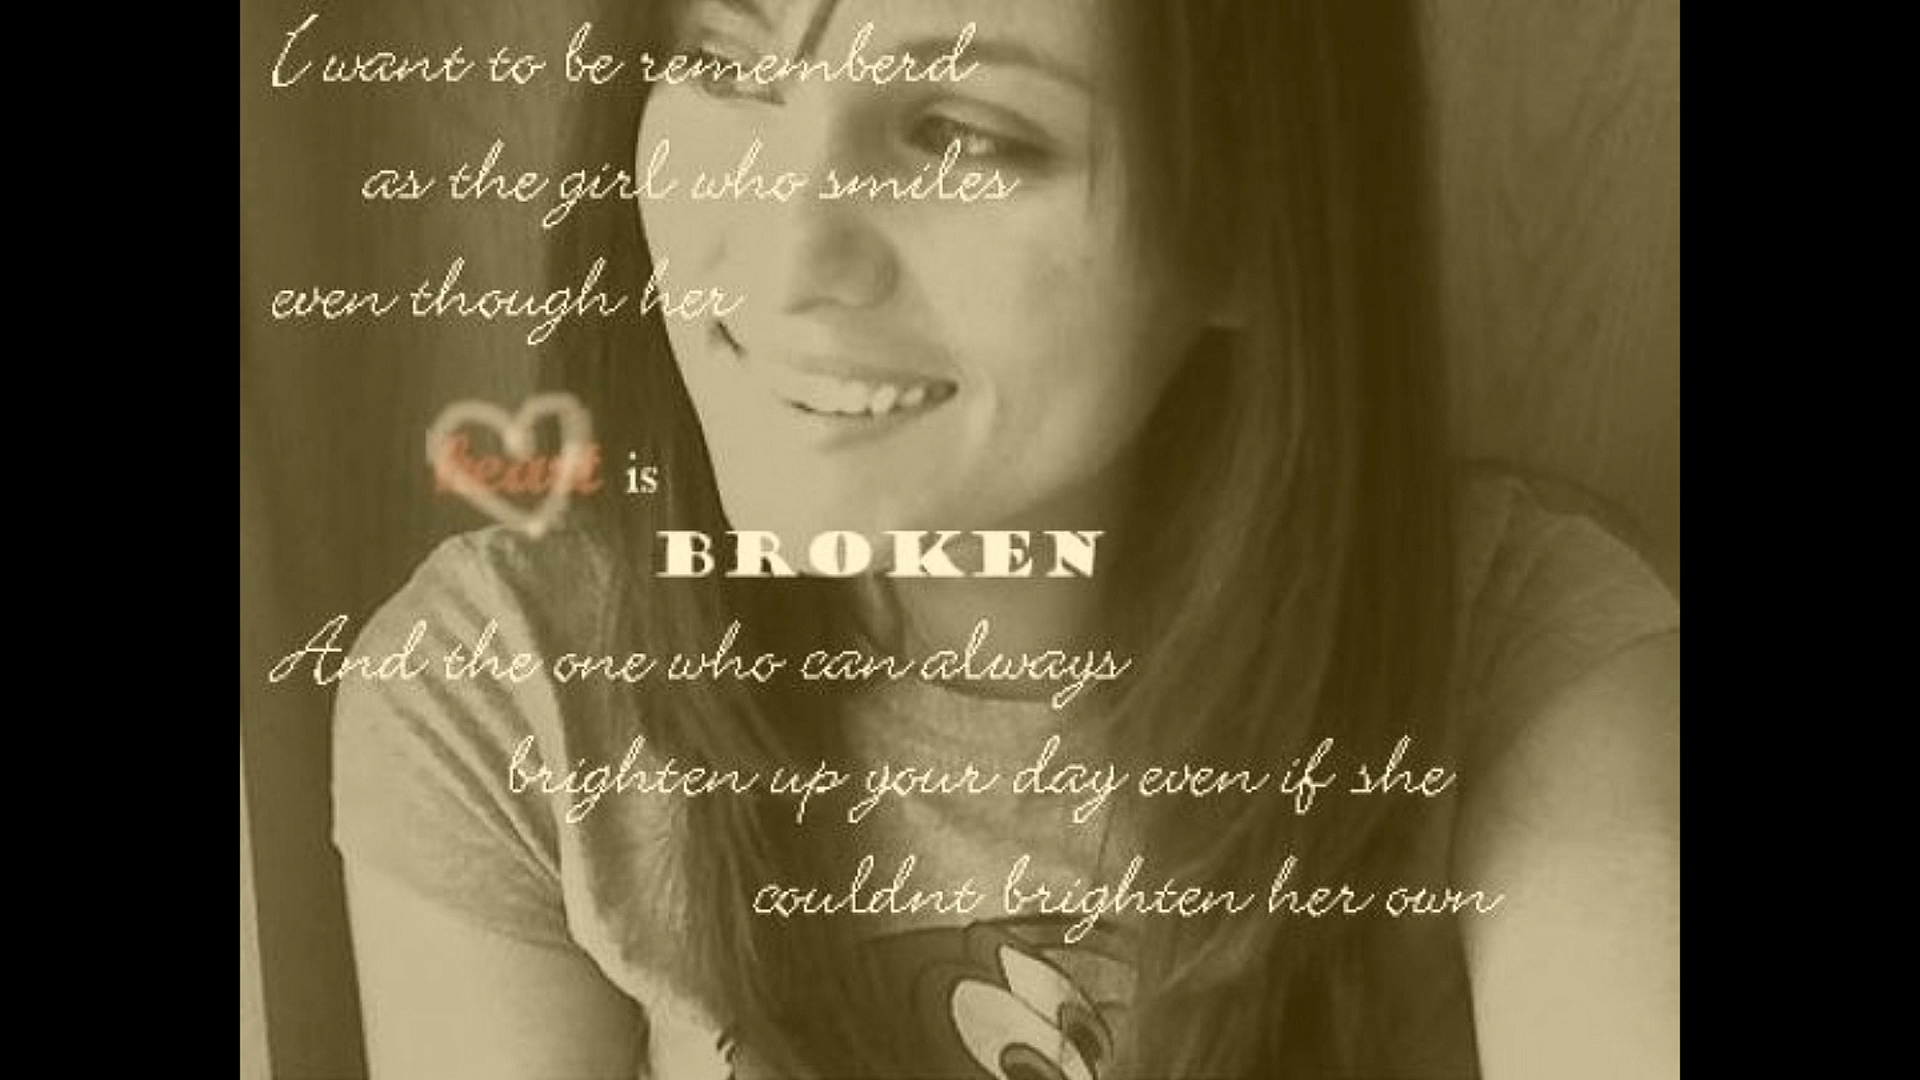 I want to be rememberd
as the girl who smiles
even though her
heart is
BROKEN
And the one who can always
brighten up your day even if she
couldnt brighten her own